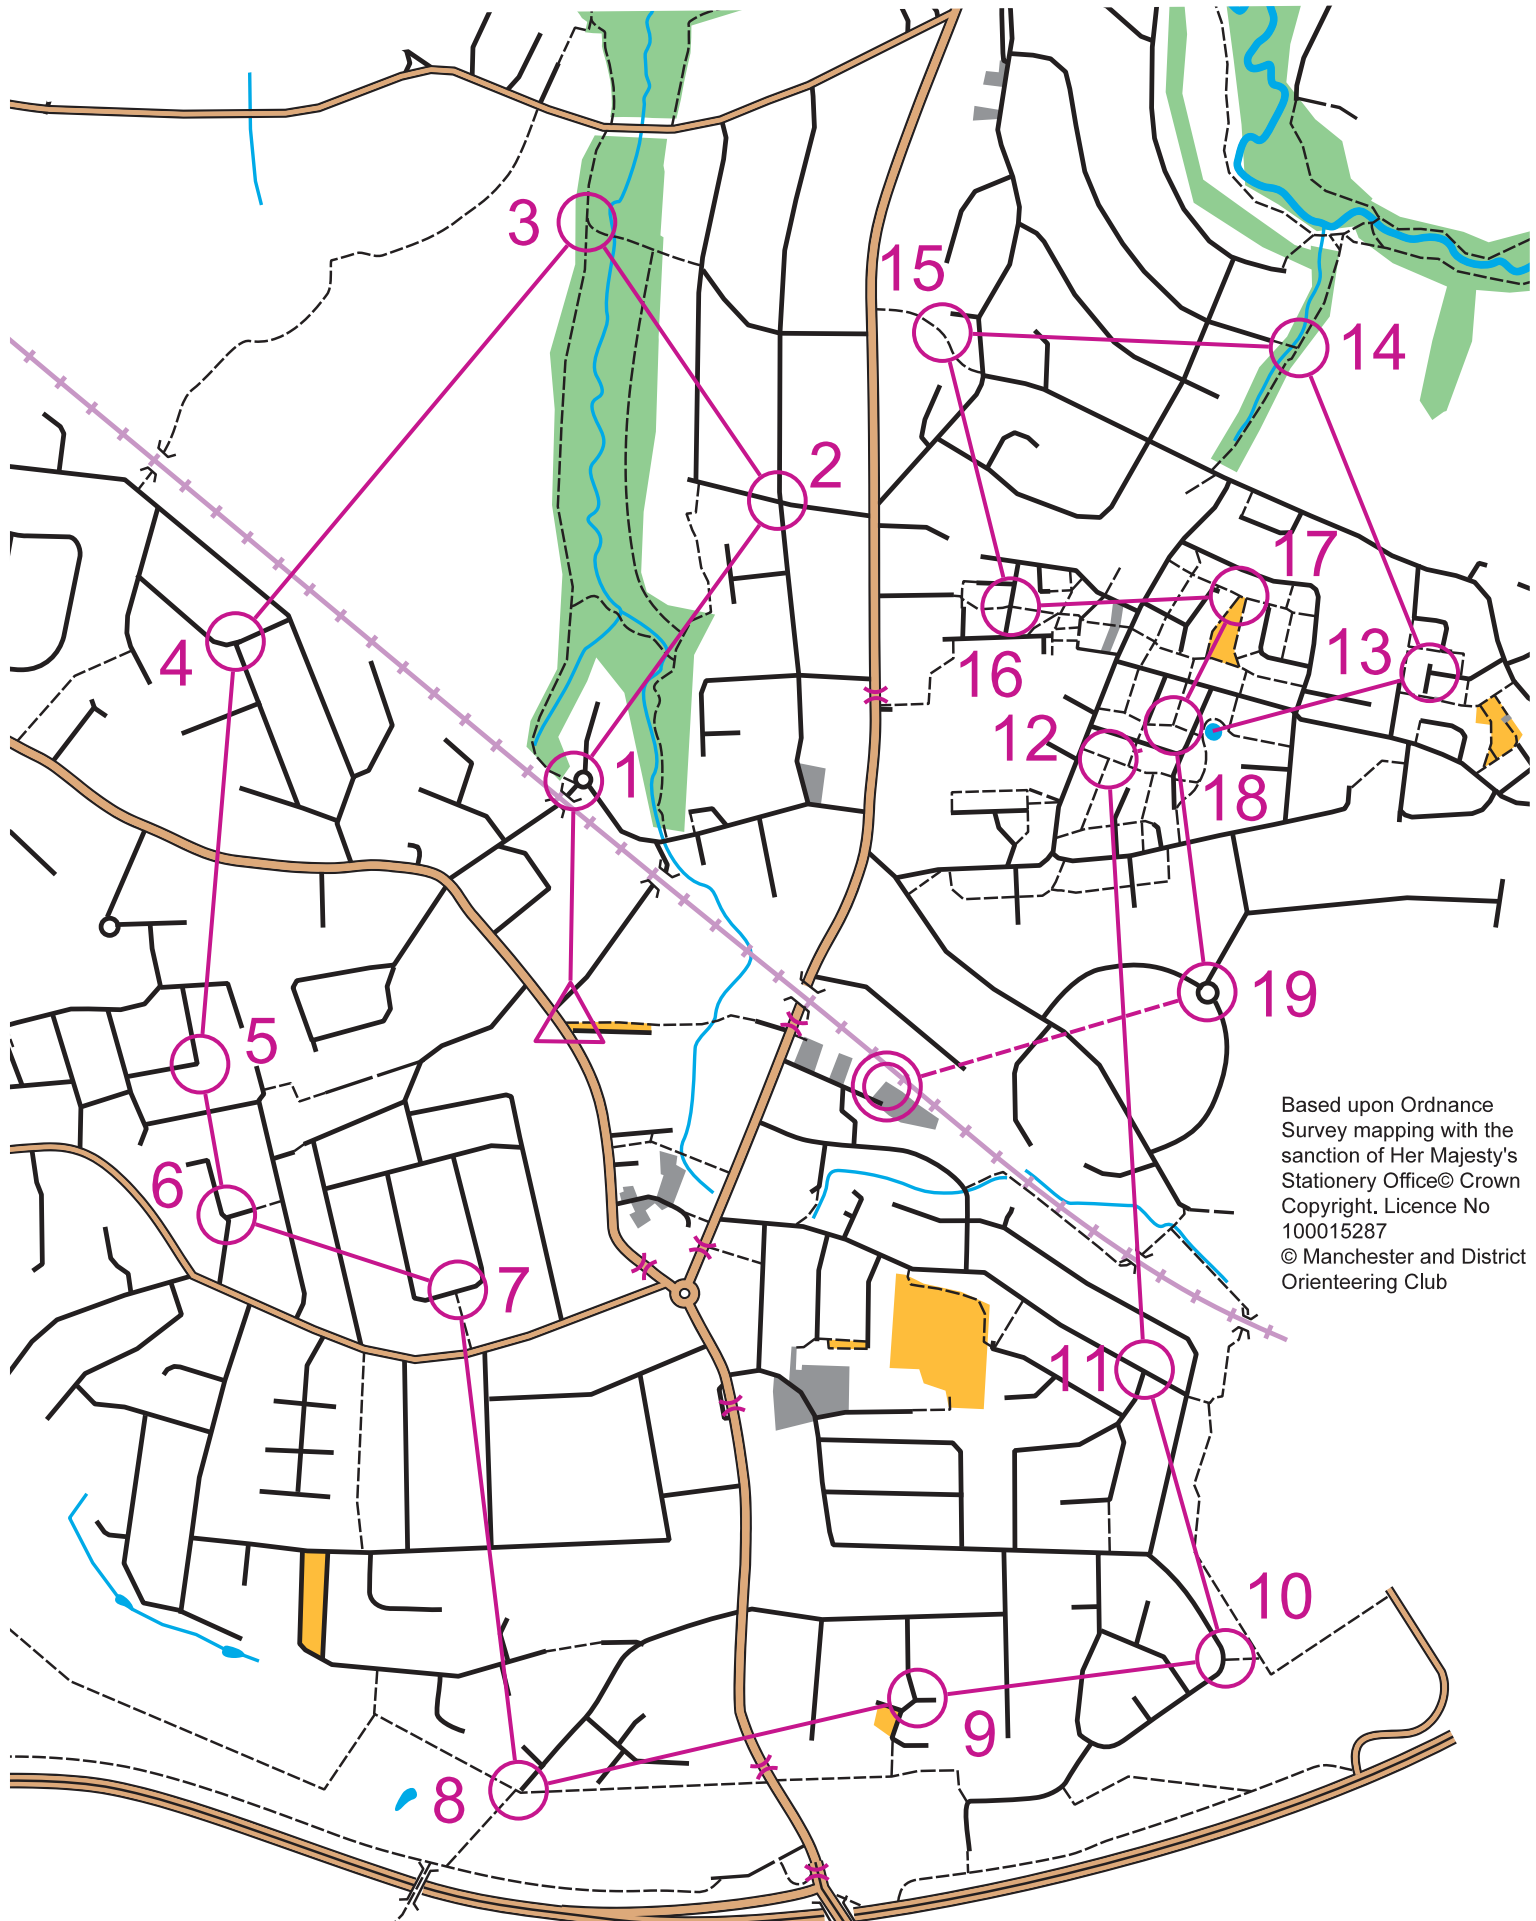 3
15
14
2
17
4
13
16
12
1
18
19
5
6
7
11
10
9
8
Based upon Ordnance
Survey mapping with the
sanction of Her Majesty's
Stationery Office© Crown
Copyright. Licence No
100015287
© Manchester and District
Orienteering Club